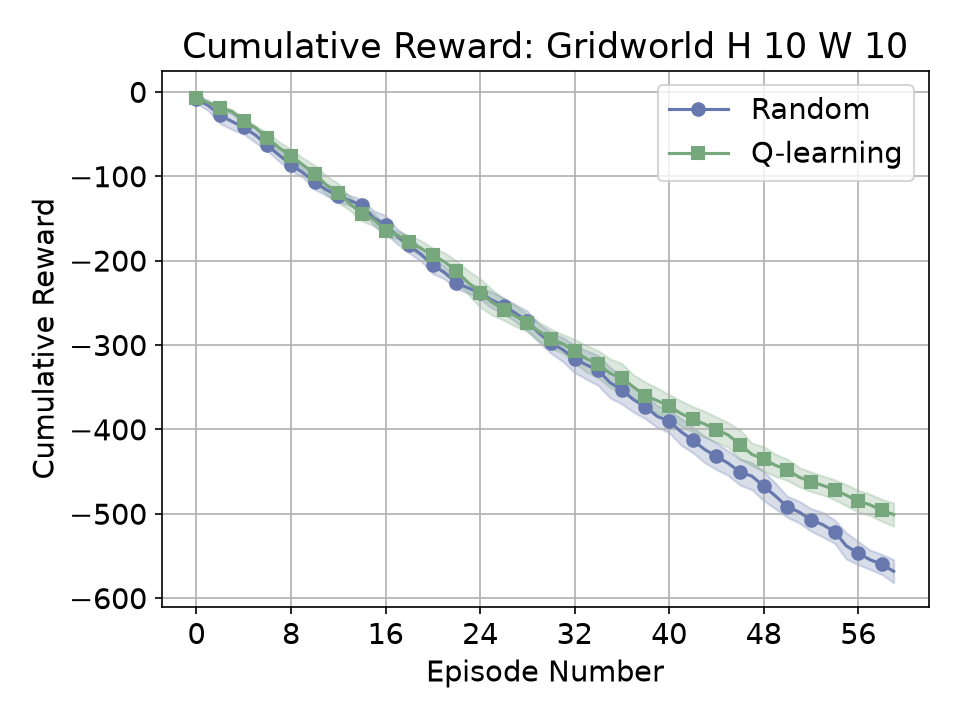 Cumulative Reward: Gridworld H 10 W 10
Random
Q-learning
Cumulative Reward
0
−100
−200
−300
−400
−500
−600
0 8 16 24 32 40 48 56
Episode Number